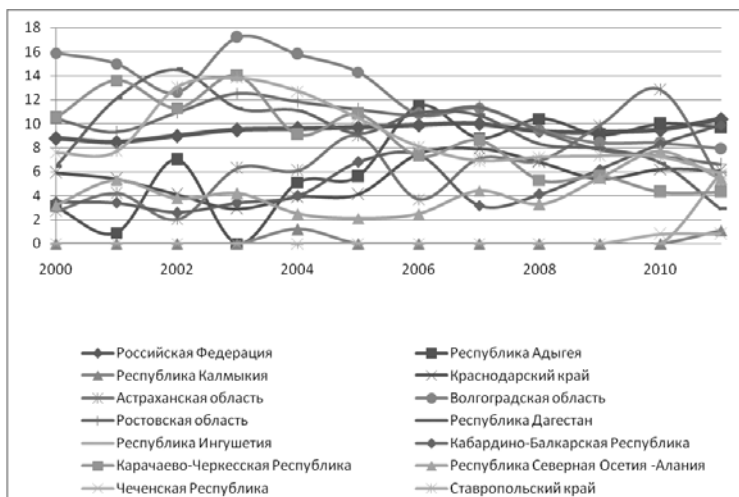 18
16
14
12
10
8
6
4
2
0
2000 2002 2004 2006 2008 2010
Российская Федерация Республика Адыгея
Республика Калмыкия Краснодарский край
Астраханская область Волгоградская область
Ростовская область Республика Дагестан
Республика Ингушетия Кабардино-Балкарская Республика
Карачаево-Черкесская Республика Республика Северная Осетия -Алания
Чеченская Республика Ставропольский край